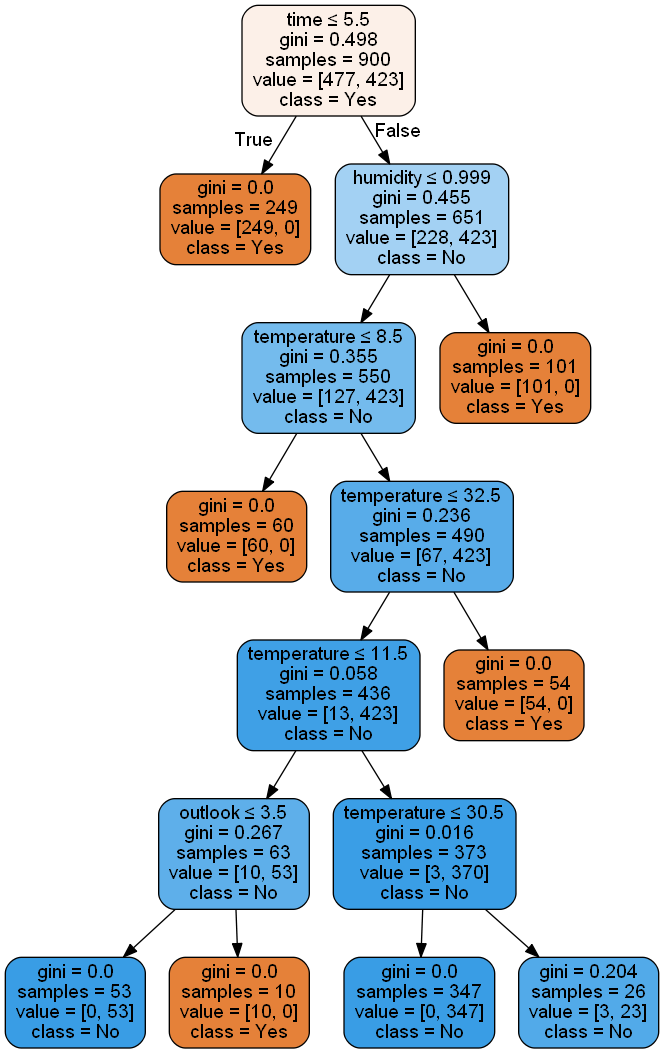 time ≤ 5.5
gini = 0.498
samples = 900
value = [477, 423]
class = Yes
True
False
gini = 0.0
samples = 249
value = [249, 0]
class = Yes
humidity ≤ 0.999
gini = 0.455
samples = 651
value = [228, 423]
class = No
temperature ≤ 8.5
gini = 0.355
samples = 550
value = [127, 423]
class = No
gini = 0.0
samples = 101
value = [101, 0]
class = Yes
gini = 0.0
samples = 60
value = [60, 0]
class = Yes
temperature ≤ 32.5
gini = 0.236
samples = 490
value = [67, 423]
class = No
temperature ≤ 11.5
gini = 0.058
samples = 436
value = [13, 423]
class = No
gini = 0.0
samples = 54
value = [54, 0]
class = Yes
outlook ≤ 3.5
gini = 0.267
samples = 63
value = [10, 53]
class = No
temperature ≤ 30.5
gini = 0.016
samples = 373
value = [3, 370]
class = No
gini = 0.0
samples = 53
value = [0, 53]
class = No
gini = 0.0
samples = 10
value = [10, 0]
class = Yes
gini = 0.0
samples = 347
value = [0, 347]
class = No
gini = 0.204
samples = 26
value = [3, 23]
class = No